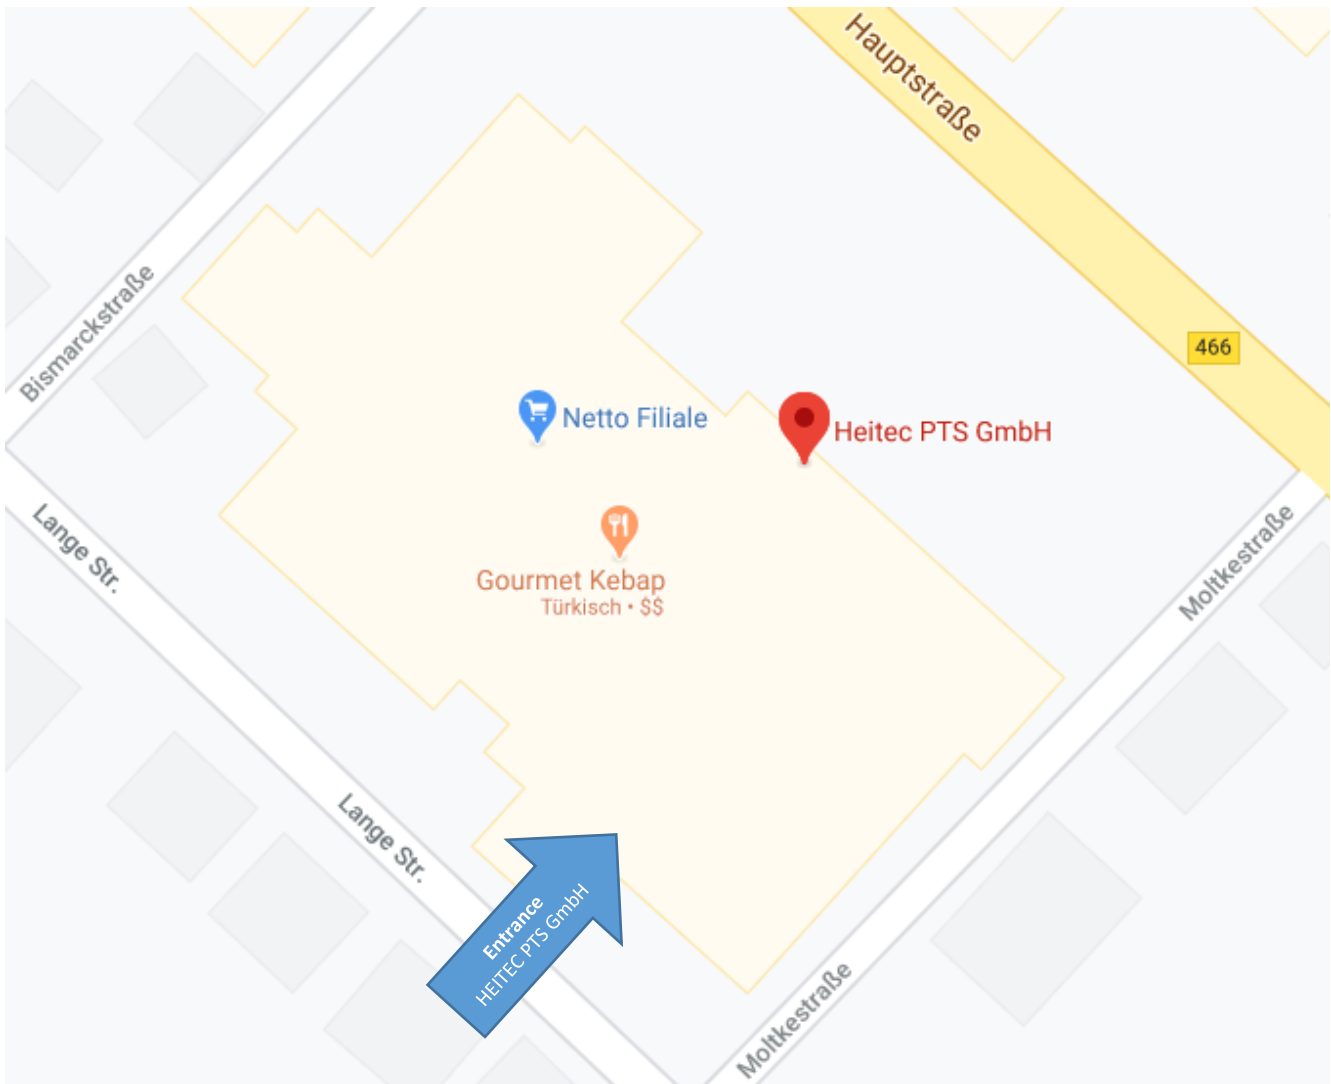 Hauptstraße
Bismarckstraße
466
Netto Filiale
Heitec PTS GmbH
Lange Str.
Moltkestraße
Gourmet Kebap
Türkisch • $$
Lange Str.
Entrance
HEITEC PTS GmbH
Moltkestraße